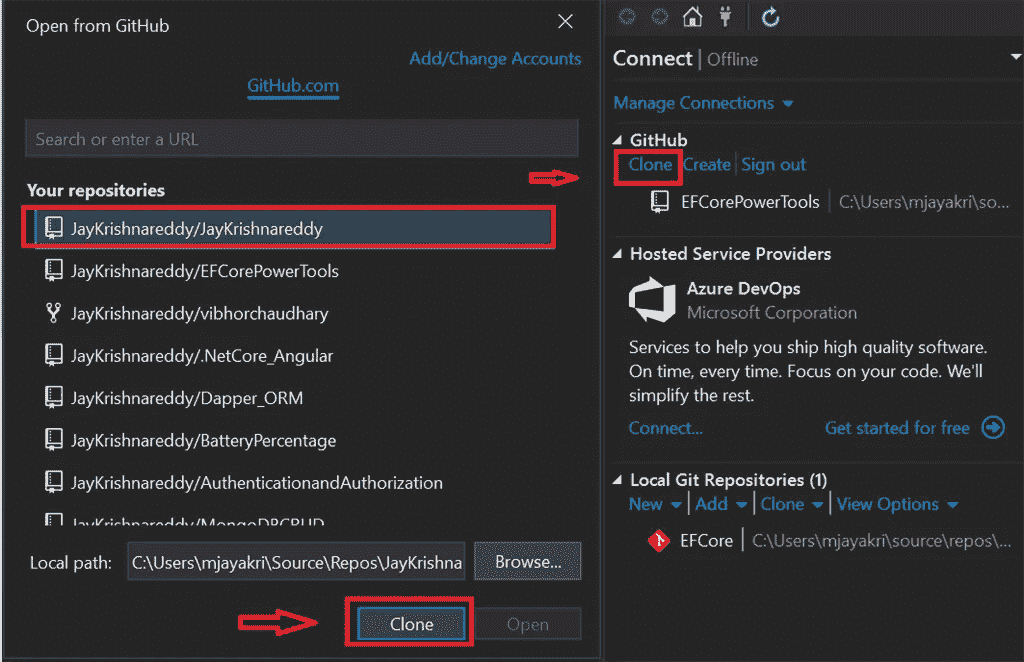 Open from GitHub
Add/Change Accounts
GitHub.com
Search or enter a URL
Your repositories
JayKrishnareddy/JayKrishnareddy
JayKrishnareddy/EFCorePowerTools
JayKrishnareddy/vibhorchaudhary
JayKrishnareddy/.NetCore_Angular
JayKrishnareddy/Dapper_ORM
JayKrishnareddy/BatteryPercentage
JayKrishnareddy/AuthenticationandAuthorization
JayKrishnareddy/MongoDBCRUD
Local path: C:\Users\mjayakri\Source\Repos\JayKrishna Browse...
Clone Open
Connect | Offline
Manage Connections
GitHub
Clone Create Sign out
EFCorePowerTools C:\Users\mjayakri\so...
Hosted Service Providers
Azure DevOps
Microsoft Corporation
Services to help you ship high quality software.
On time, every time. Focus on your code. We'll
simplify the rest.
Connect... Get started for free
Local Git Repositories (1)
New Add Clone View Options
EFCore C:\Users\mjayakri\source\repos\...